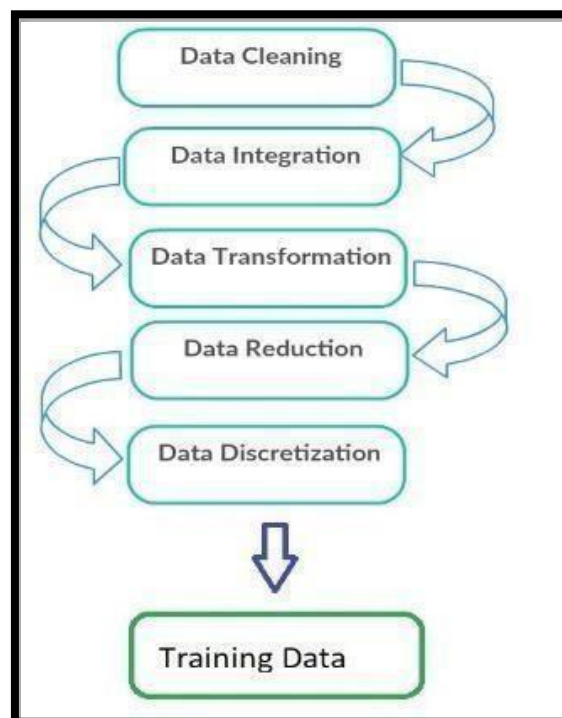 Data Cleaning
Data Integration
Data Transformation
Data Reduction
Data Discretization
Training Data